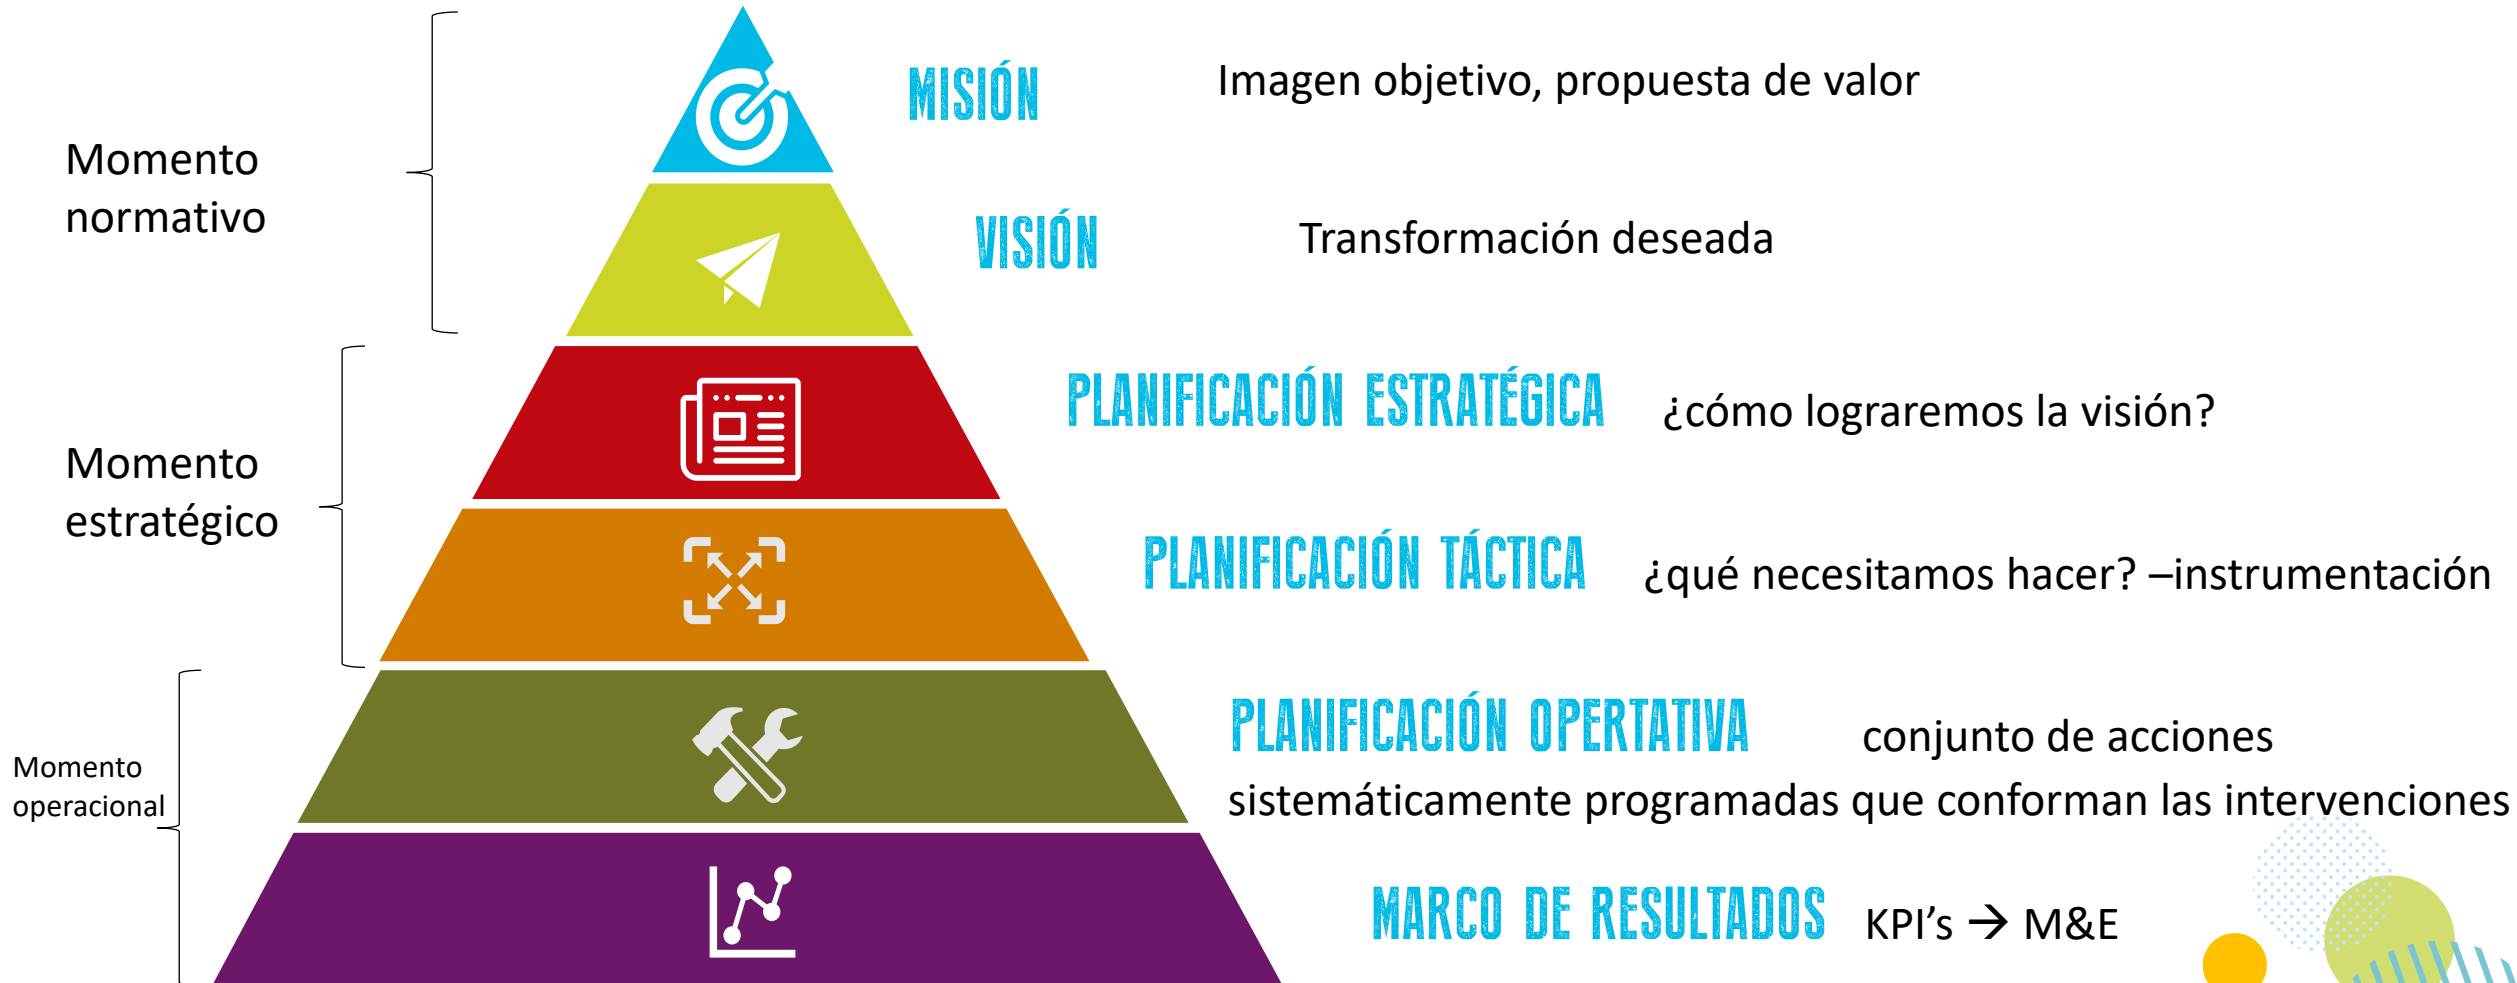 MISIÓN
Imagen objetivo, propuesta de valor
Momento
normativo
VISIÓN
Transformación deseada
PLANIFICACIÓN ESTRATÉGICA
¿cómo lograremos la visión?
Momento
estratégico
PLANIFICACIÓN TÁCTICA
¿qué necesitamos hacer? –instrumentación
PLANIFICACIÓN OPERTATIVA
conjunto de acciones
sistemáticamente programadas que conforman las intervenciones
Momento
operacional
MARCO DE RESULTADOS
KPI’s → M&E